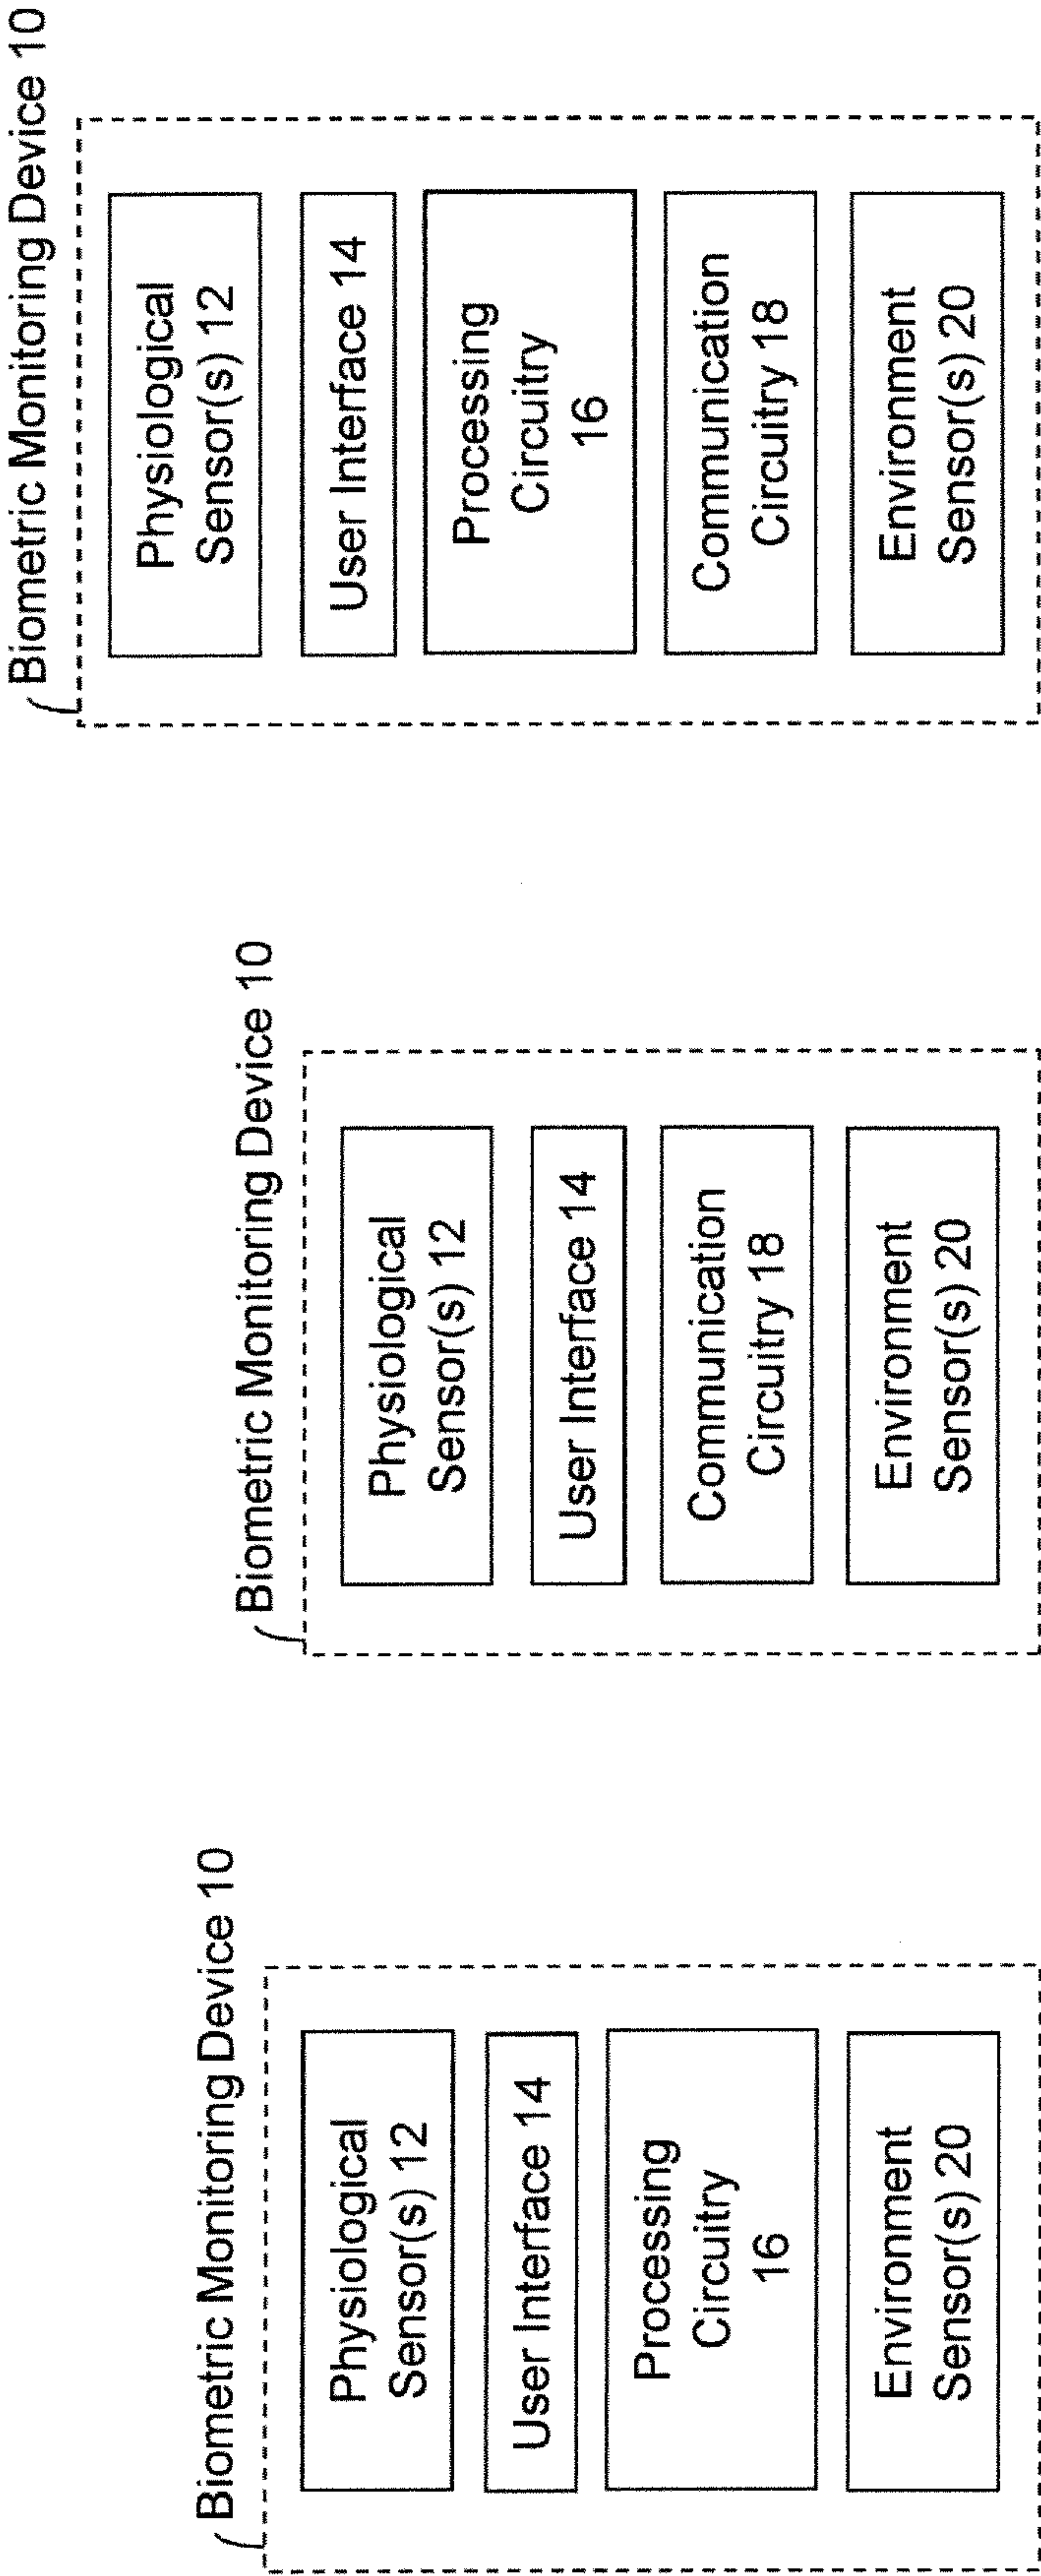 Biometric Monitoring Device 10
Physiological
Sensor(s) 12
User Interface 14
Processing
Circuitry
16
Environment
Sensor(s) 20
Biometric Monitoring Device 10
Physiological
Sensor(s) 12
User Interface 14
Communication
Circuitry 18
Environment
Sensor(s) 20
Biometric Monitoring Device 10
Physiological
Sensor(s) 12
User Interface 14
Processing
Circuitry
16
Communication
Circuitry 18
Environment
Sensor(s) 20